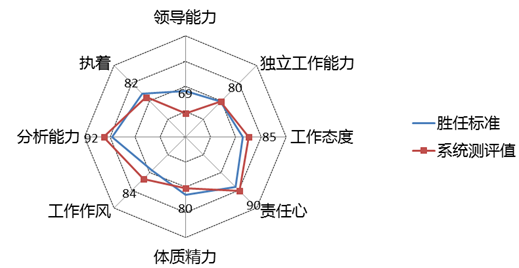 领导能力
执着
独立工作能力
82
69
80
分析能力
92
工作态度
85
胜任标准
系统测评值
工作作风
84
80
90
责任心
体质精力